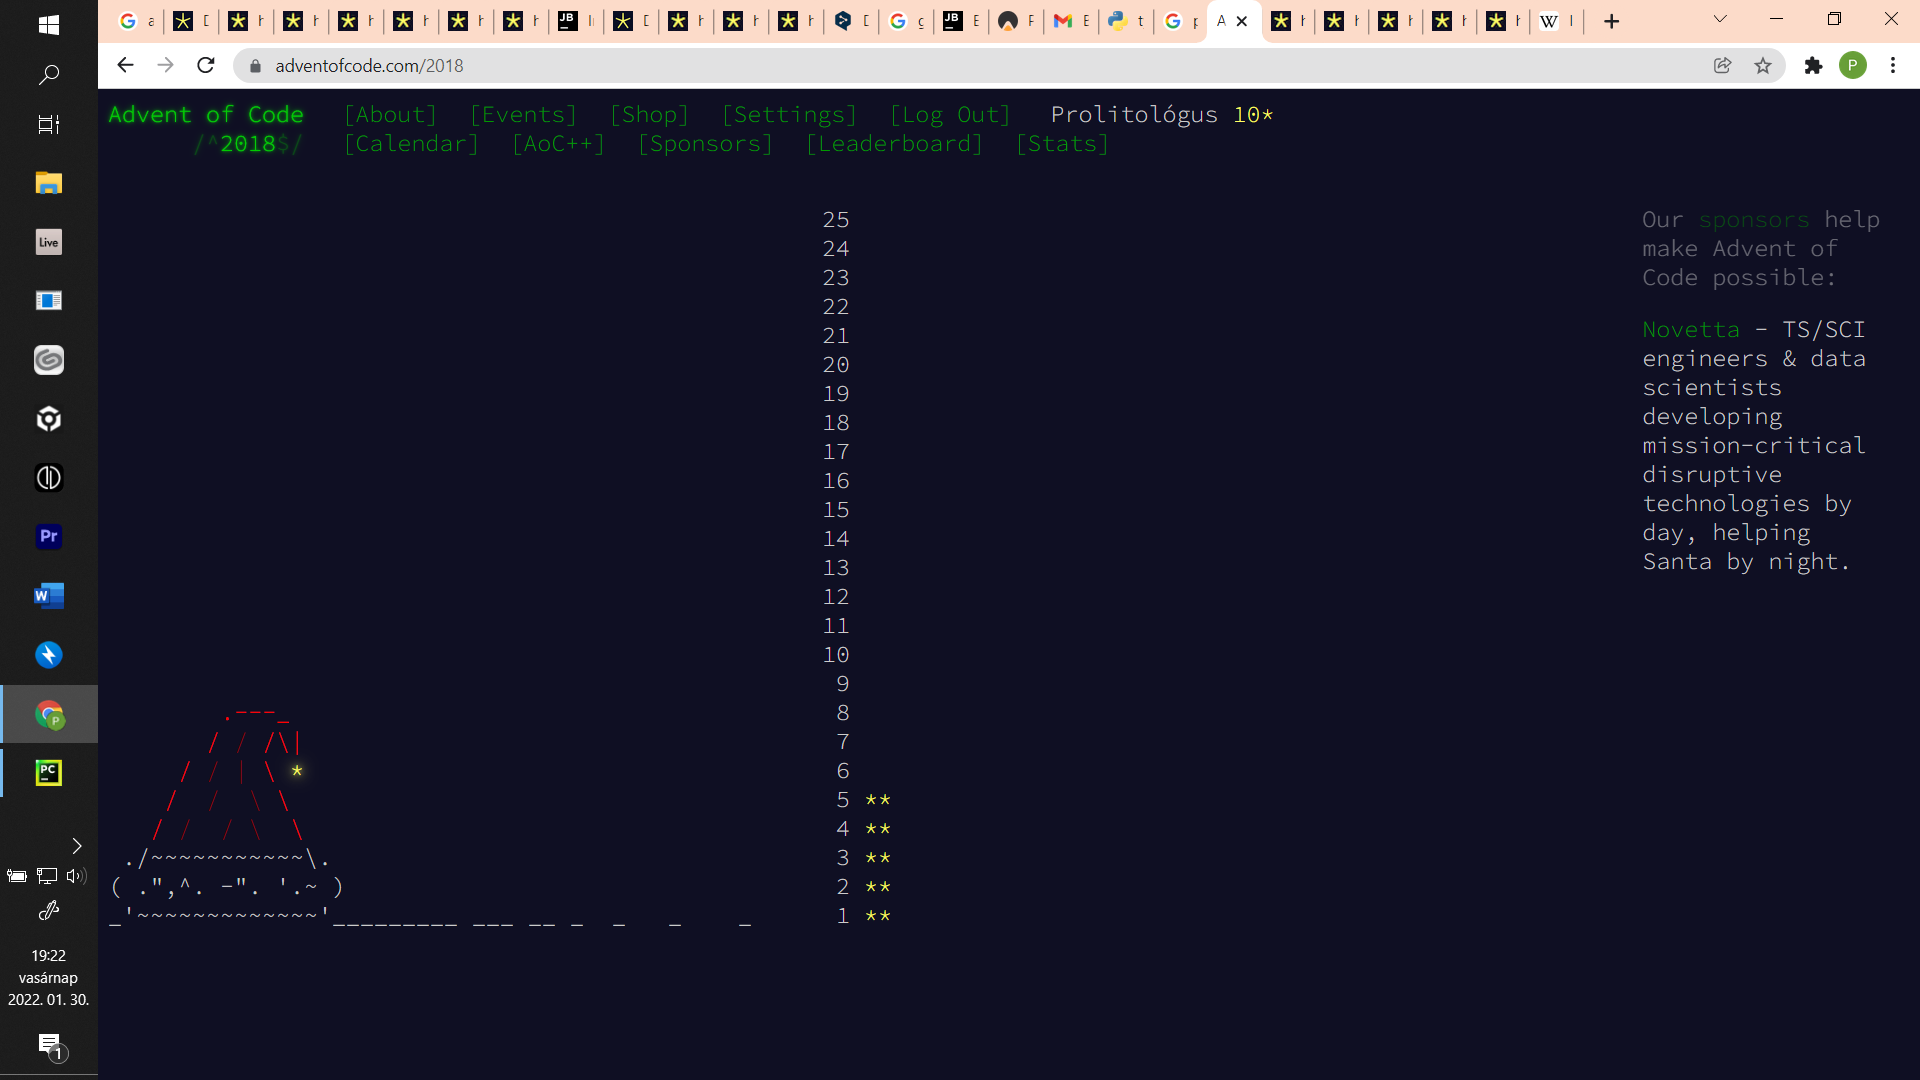 adventofcode.com/2018
P
Advent of Code [About] [Events] [Shop] [Settings] [Log Out] Prolitológus 10*
/^2018$/ [Calendar] [AoC++] [Sponsors] [Leaderboard] [Stats]
25
24
23
22
21
20
19
18
17
16
15
14
13
12
11
10
9
8
7
6
5 **
4 **
3 **
2 **
1 **
Our sponsors help
make Advent of
Code possible:
Novetta - TS/SCI
engineers & data
scientists
developing
mission-critical
disruptive
technologies by
day, helping
Santa by night.
Live
Pr
W
P
PC
19:22
vasárnap
2022. 01. 30.
1